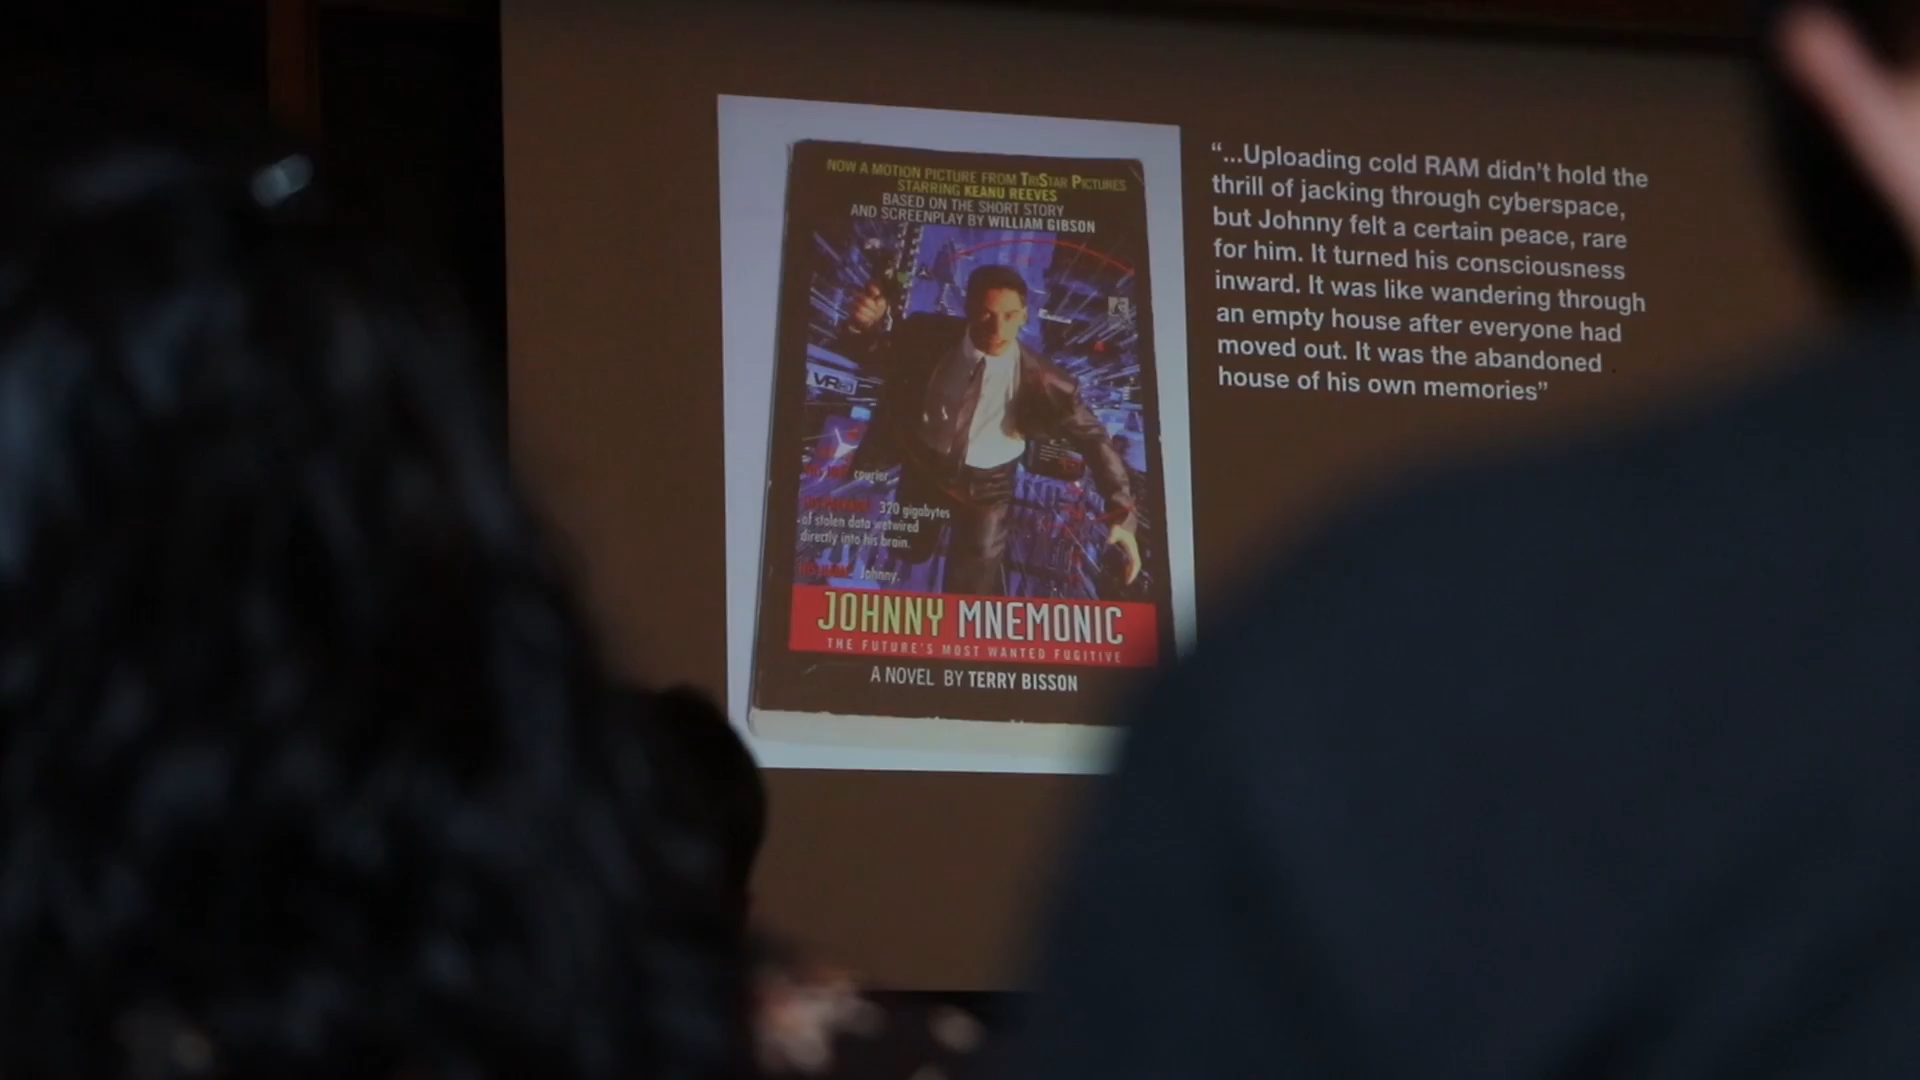 NOW A MOTION PICTURE FROM TRISTAR PICTURES
STARRING KEANU REEVES
BASED ON THE SHORT STORY
AND SCREENPLAY BY WILLIAM GIBSON
courier.
320 gigabytes
of stolen data wetwired
directly into his brain.
Johnny.
JOHNNY MNEMONIC
THE FUTURE'S MOST WANTED FUGITIVE
A NOVEL BY TERRY BISSON
“...Uploading cold RAM didn’t hold the
thrill of jacking through cyberspace,
but Johnny felt a certain peace, rare
for him. It turned his consciousness
inward. It was like wandering through
an empty house after everyone had
moved out. It was the abandoned
house of his own memories”